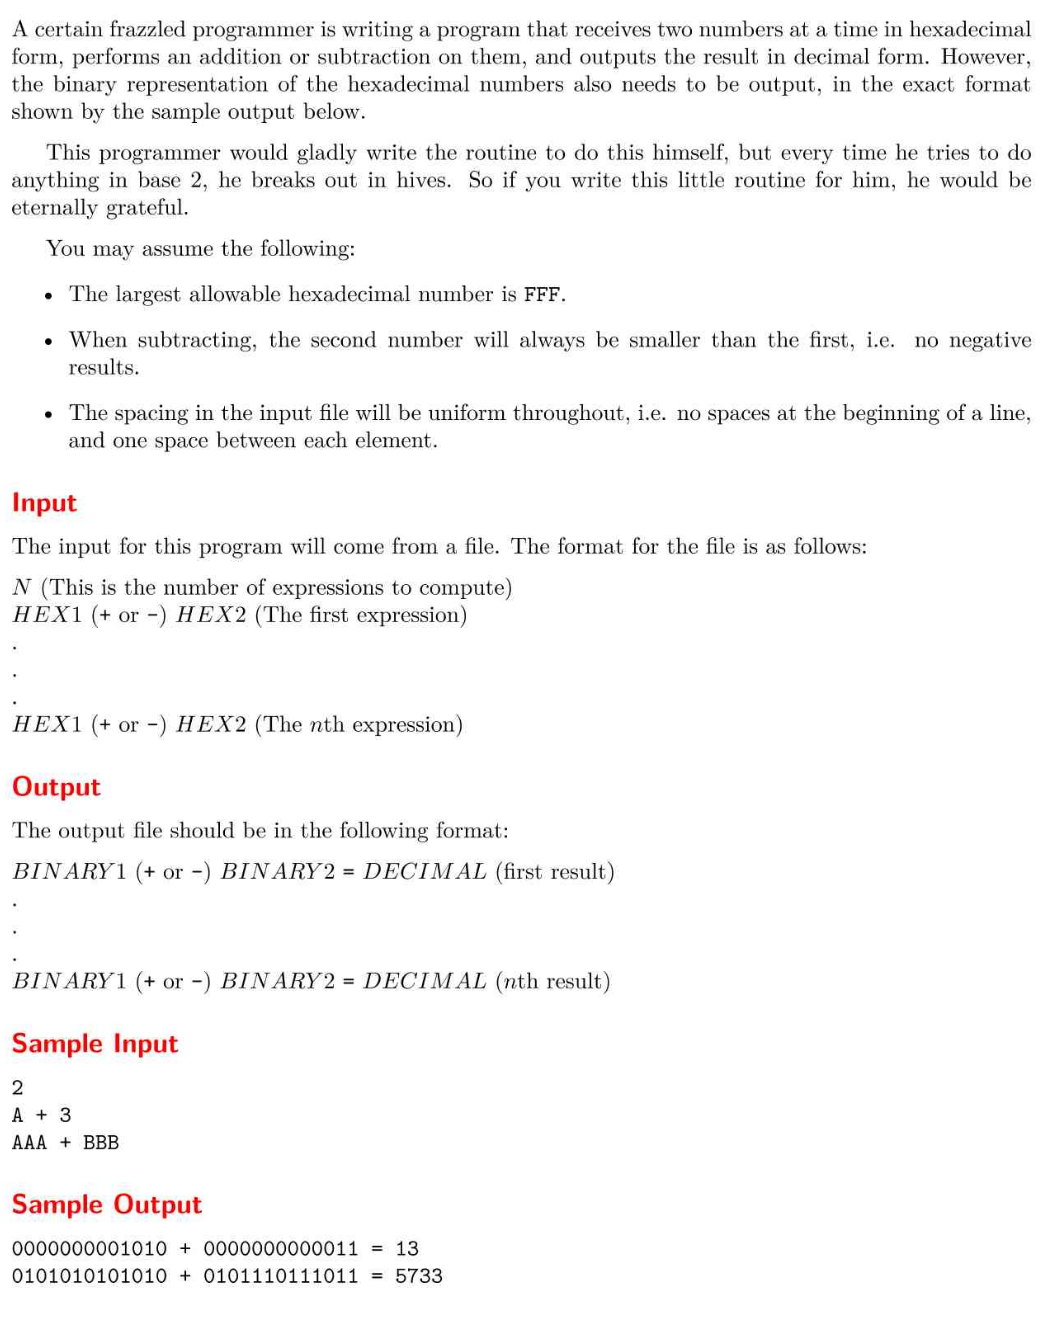 A certain frazzled programmer is writing a program that receives two numbers at a time in hexadecimal
form, performs an addition or subtraction on them, and outputs the result in decimal form. However,
the binary representation of the hexadecimal numbers also needs to be output, in the exact format
shown by the sample output below.
This programmer would gladly write the routine to do this himself, but every time he tries to do
anything in base 2, he breaks out in hives. So if you write this little routine for him, he would be
eternally grateful.
You may assume the following:
• The largest allowable hexadecimal number is FFF.
• When subtracting, the second number will always be smaller than the first, i.e. no negative
results.
• The spacing in the input file will be uniform throughout, i.e. no spaces at the beginning of a line,
and one space between each element.
Input
The input for this program will come from a file. The format for the file is as follows:
N (This is the number of expressions to compute)
HEX1 (+ or -) HEX2 (The first expression)
.
.
.
HEX1 (+ or -) HEX2 (The nth expression)
Output
The output file should be in the following format:
BINARY1 (+ or -) BINARY2 = DECIMAL (first result)
.
.
.
BINARY1 (+ or -) BINARY2 = DECIMAL (nth result)
Sample Input
2
A + 3
AAA + BBB
Sample Output
0000000001010 + 0000000000011 = 13
0101010101010 + 0101110111011 = 5733